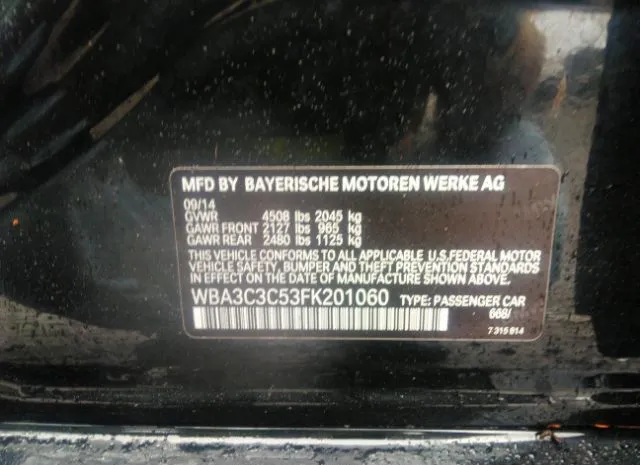 MFD BY BAYERISCHE MOTOREN WERKE AG
09/14
GVWR 4508 lbs 2045 kg
GAWR FRONT 2127 lbs 965 kg
GAWR REAR 2480 lbs 1125 kg
THIS VEHICLE CONFORMS TO ALL APPLICABLE U.S.FEDERAL MOTOR
VEHICLE SAFETY, BUMPER AND THEFT PREVENTION STANDARDS
IN EFFECT ON THE DATE OF MANUFACTURE SHOWN ABOVE.
WBA3C3C53FK201060 TYPE: PASSENGER CAR
668/
7 315 814